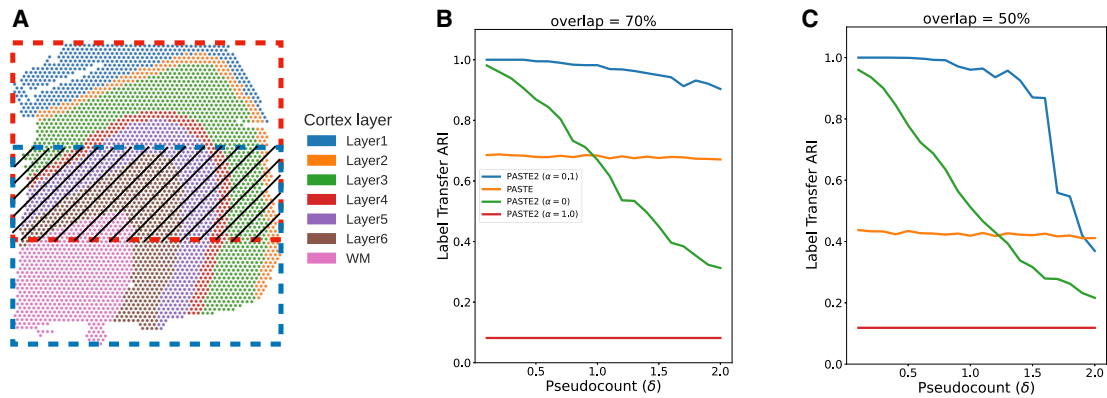 A
Cortex layer
Layer1
Layer2
Layer3
Layer4
Layer5
Layer6
WM
B
overlap = 70%
Label Transfer ARI
1.0
0.8
0.6
0.4
0.2
0.0
PASTE2 (α = 0.1)
PASTE
PASTE2 (α = 0)
PASTE2 (α = 1.0)
0.5
1.0
1.5
2.0
Pseudocount (δ)
C
overlap = 50%
Label Transfer ARI
1.0
0.8
0.6
0.4
0.2
0.0
0.5
1.0
1.5
2.0
Pseudocount (δ)